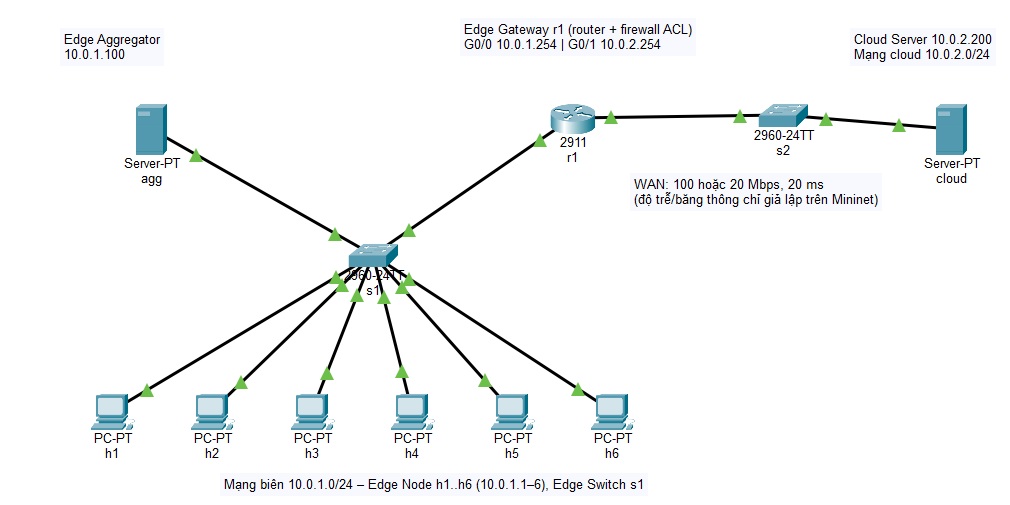 Edge Aggregator
10.0.1.100
Edge Gateway r1 (router + firewall ACL)
G0/0 10.0.1.254 | G0/1 10.0.2.254
Cloud Server 10.0.2.200
Mạng cloud 10.0.2.0/24
Server-PT
agg
2911
r1
2960-24TT
s2
Server-PT
cloud
WAN: 100 hoặc 20 Mbps, 20 ms
(độ trễ/băng thông chỉ giả lập trên Mininet)
2960-24TT
s1
PC-PT
h1
PC-PT
h2
PC-PT
h3
PC-PT
h4
PC-PT
h5
PC-PT
h6
Mạng biên 10.0.1.0/24 – Edge Node h1..h6 (10.0.1.1–6), Edge Switch s1